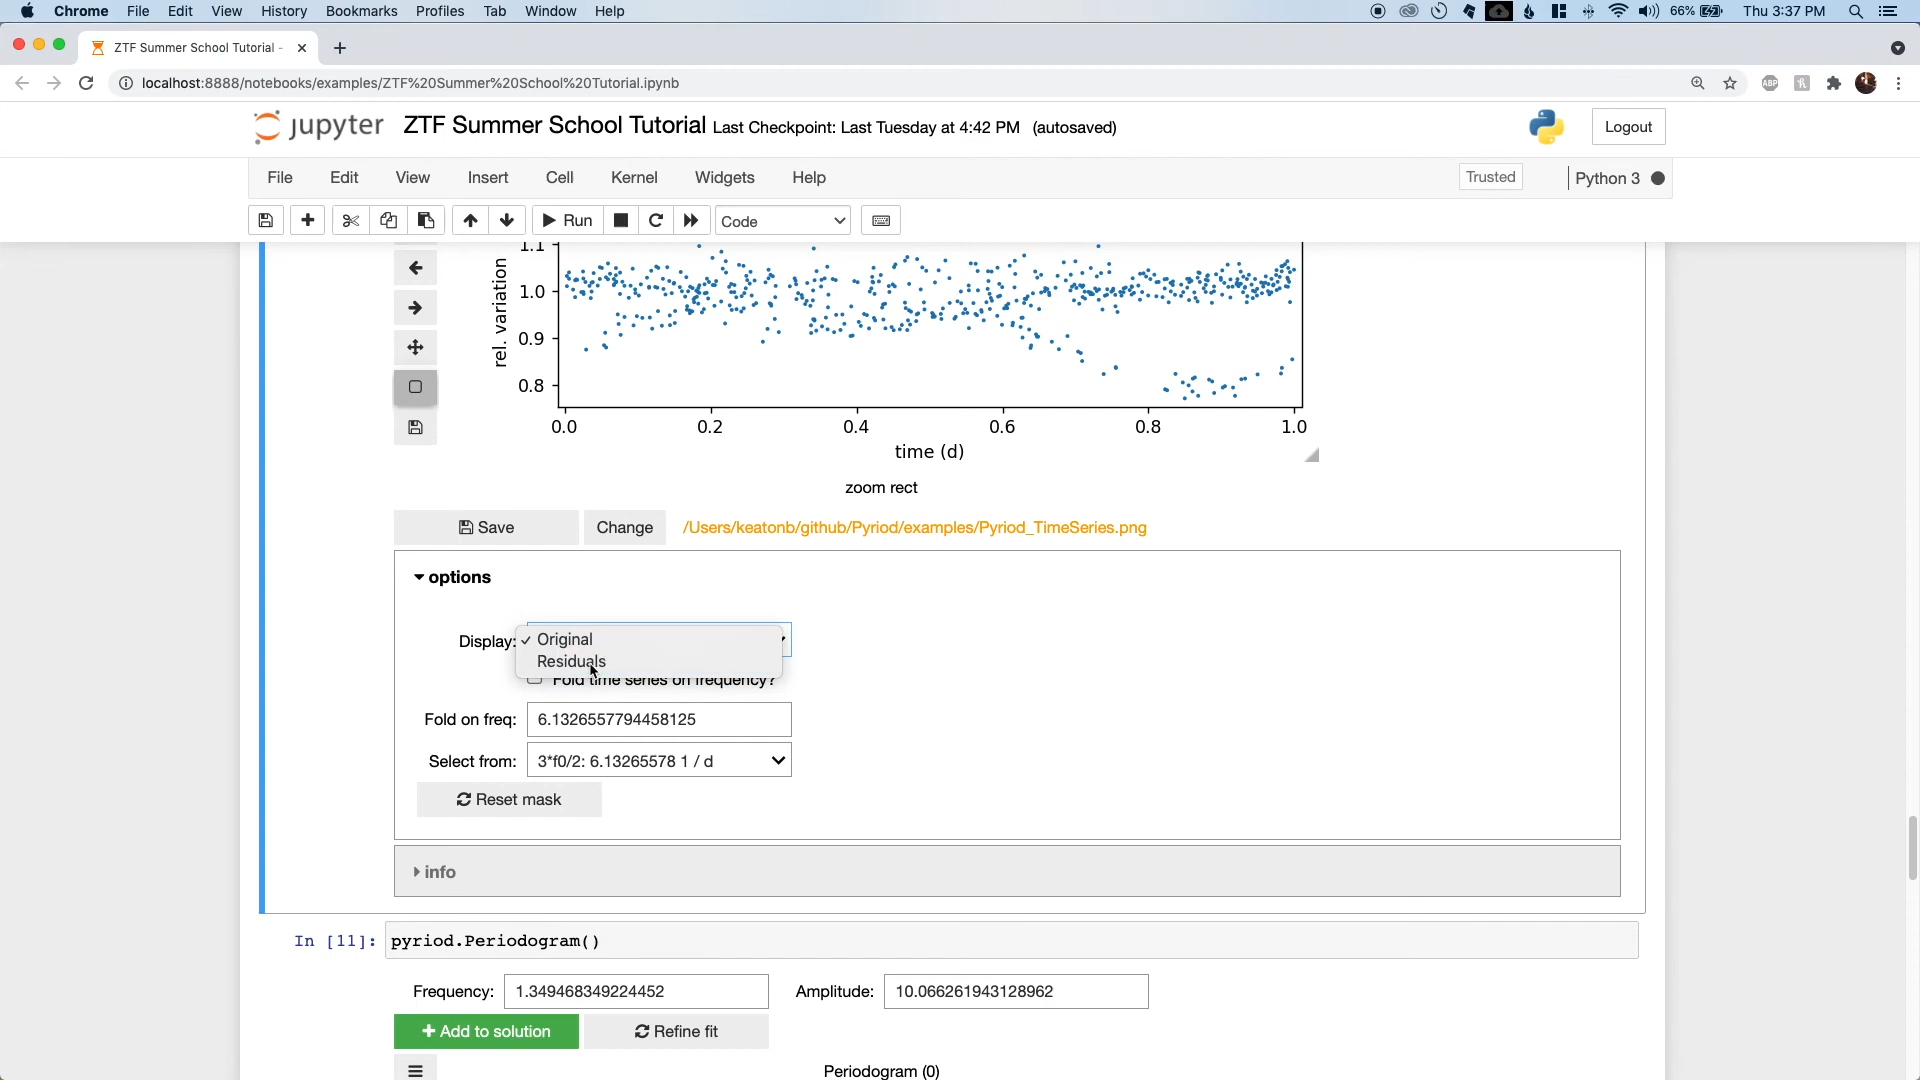 Chrome File Edit View History Bookmarks Profiles Tab Window Help 66% Thu 3:37 PM
ZTF Summer School Tutorial -
localhost:8888/notebooks/examples/ZTF%20Summer%20School%20Tutorial.ipynb ABP
jupyter ZTF Summer School Tutorial Last Checkpoint: Last Tuesday at 4:42 PM (autosaved) Logout
File Edit View Insert Cell Kernel Widgets Help Trusted Python 3
Run Code
1.1
1.0
0.9
0.8
rel. variation
0.0 0.2 0.4 0.6 0.8 1.0
time (d)
zoom rect
Save Change /Users/keatonb/github/Pyriod/examples/Pyriod_TimeSeries.png
options
Display: ✓ Original
Residuals
Fold time series on frequency?
Fold on freq: 6.1326557794458125
Select from: 3*f0/2: 6.13265578 1 / d
Reset mask
info
In [11]: pyriod.Periodogram()
Frequency: 1.349468349224452 Amplitude: 10.066261943128962
+ Add to solution Refine fit
Periodogram (0)